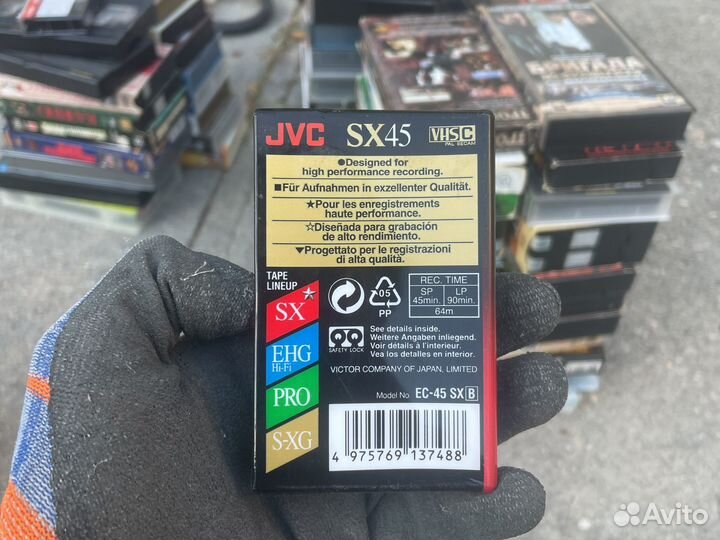 JVC SX45 VHSC
PAL SECAM
●Designed for
high performance recording.
■Für Aufnahmen in exzellenter Qualität.
★Pour les enregistrements
haute performance.
☆Diseñada para grabación
de alto rendimiento.
▼Progettato per le registrazioni
di alta qualità.
TAPE
LINEUP
SX★
EHG
Hi-Fi
PRO
S-XG
05
PP
REC. TIME
SP LP
45min. 90min.
64m
SAFETY LOCK
See details inside.
Weitere Angaben inliegend.
Voir détails à l'interieur.
Vea los detalles en interior.
VICTOR COMPANY OF JAPAN, LIMITED
Model No. EC-45 SX B
4 975769 137488
БРИГАДА
Avito